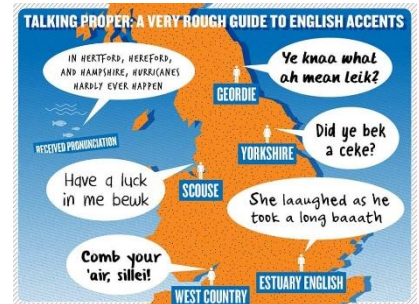 TALKING PROPER: A VERY ROUGH GUIDE TO ENGLISH ACCENTS
IN HERTFORD, HEREFORD,
AND HAMPSHIRE, HURRICANES
HARDLY EVER HAPPEN
RECEIVED PRONUNCIATION
Ye knaa what
ah mean leik?
GEORDIE
Did ye bek
a ceke?
YORKSHIRE
Have a luck
in me bewk
SCOUSE
She laaughed as he
took a long baaath
ESTUARY ENGLISH
Comb your
'air, sillei!
WEST COUNTRY